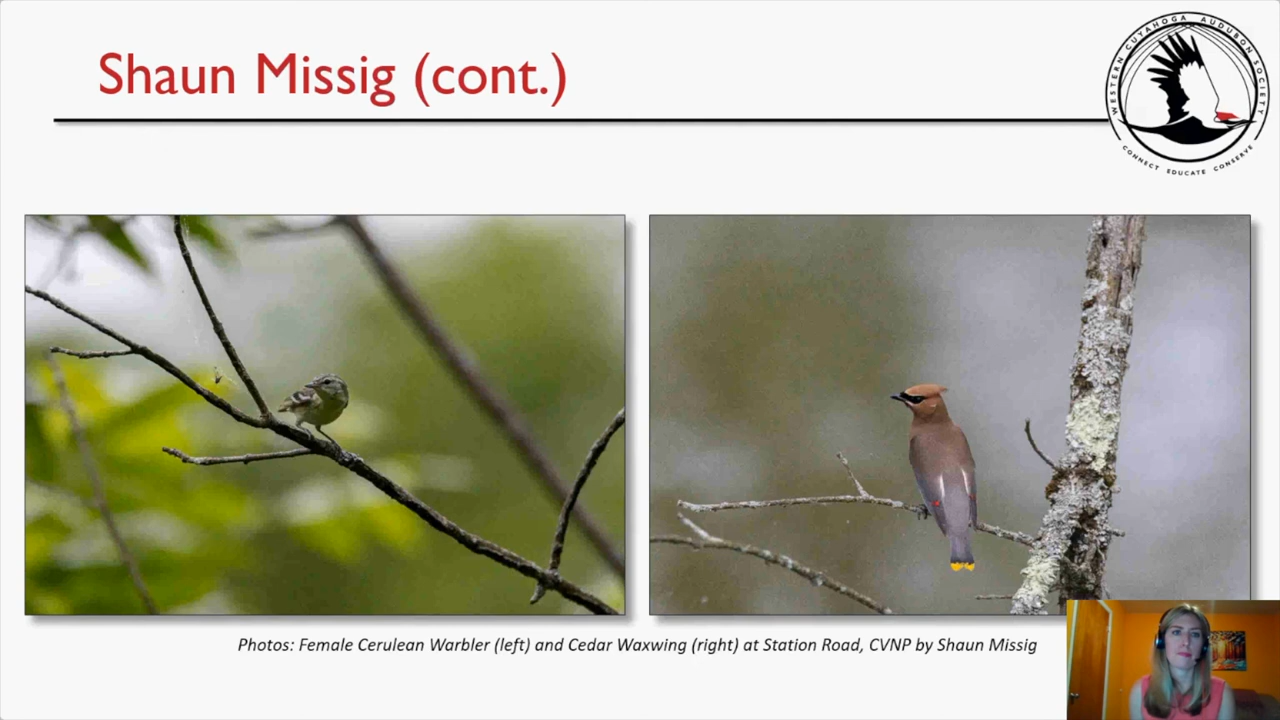 Shaun Missig (cont.)
WESTERN CUYAHOGA AUDUBON SOCIETY
CONNECT EDUCATE CONSERVE
Photos: Female Cerulean Warbler (left) and Cedar Waxwing (right) at Station Road, CVNP by Shaun Missig